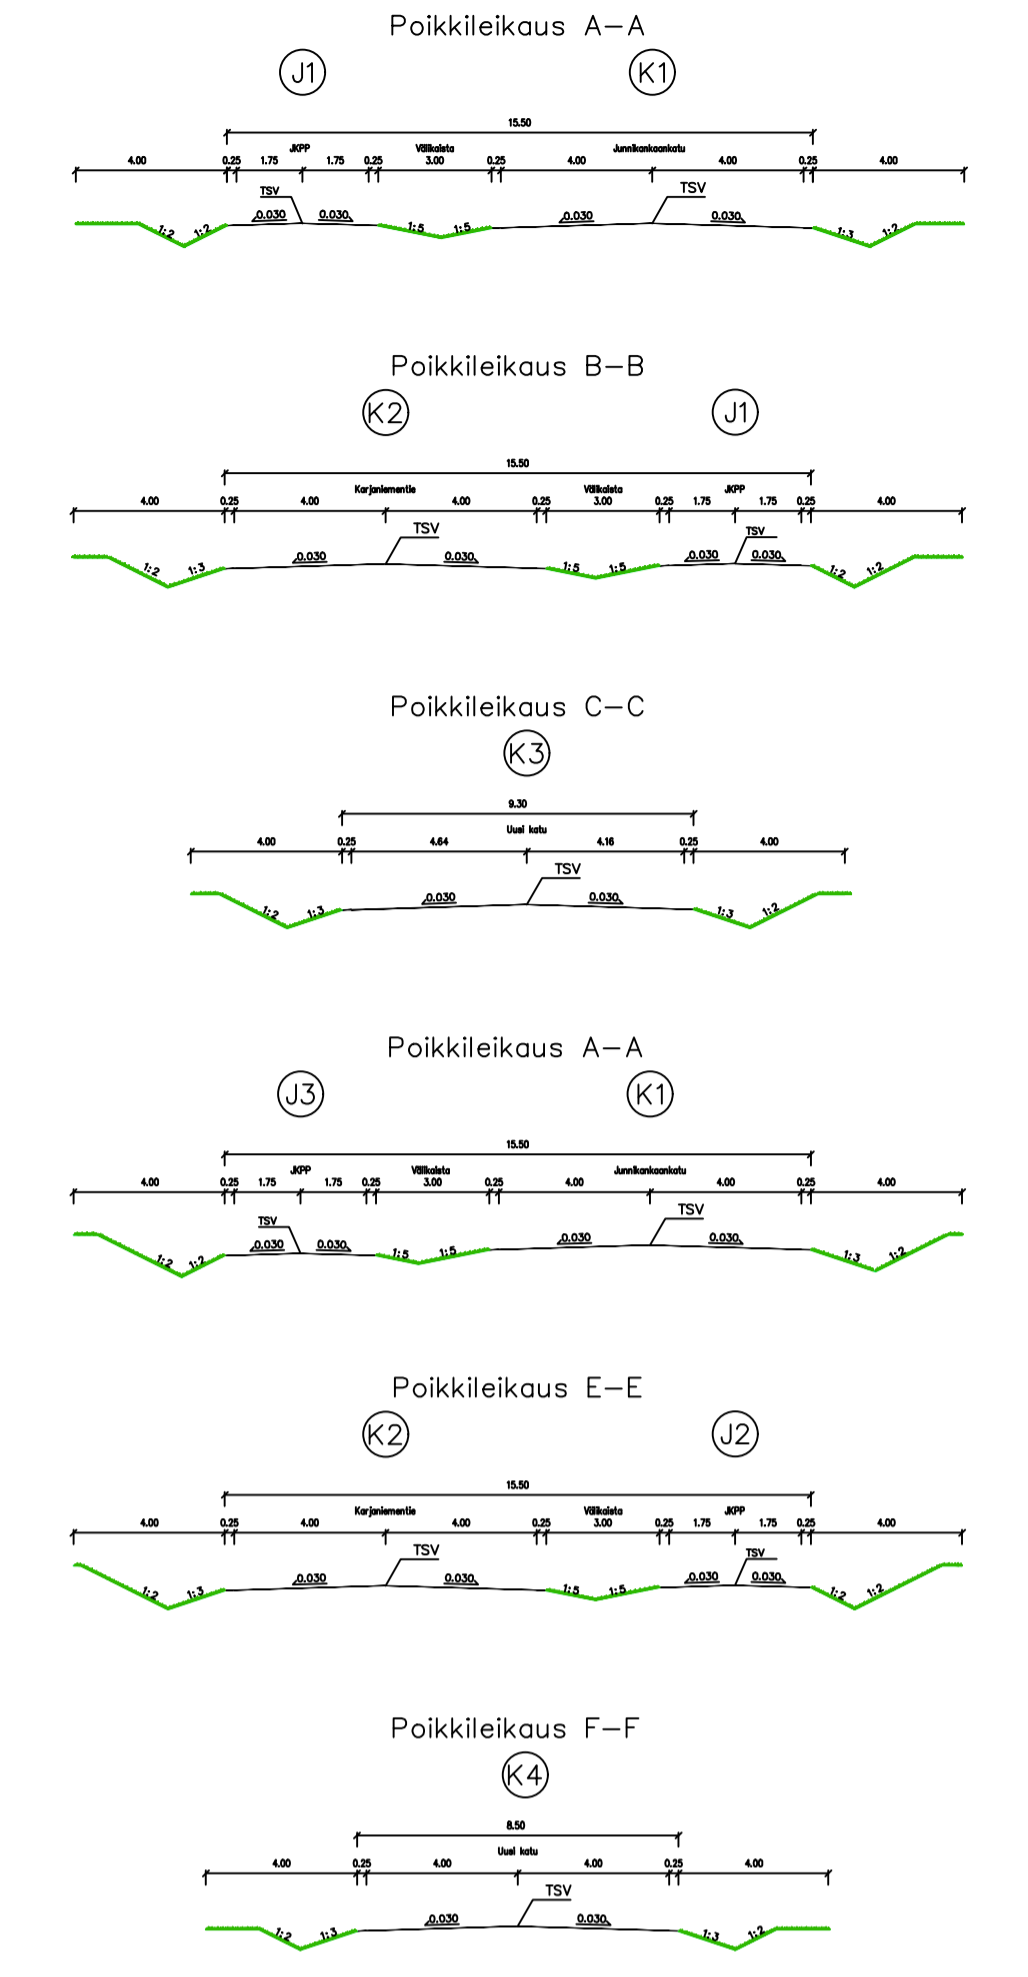 Poikkileikaus A-A
J1 K1
15.50
JKPP Välikaista Junnikankaankatu
4.00 0.25 1.75 1.75 0.25 3.00 0.25 4.00 4.00 0.25 4.00
TSV TSV
1:2 1:2 0.030 0.030 1:5 1:5 0.030 0.030 1:3 1:2
Poikkileikaus B-B
K2 J1
15.50
Karjaniementie Välikaista JKPP
4.00 0.25 4.00 4.00 0.25 3.00 0.25 1.75 1.75 0.25 4.00
TSV TSV
1:2 1:3 0.030 0.030 1:5 1:5 0.030 0.030 1:2 1:2
Poikkileikaus C-C
K3
9.30
Uusi katu
4.00 0.25 4.64 4.16 0.25 4.00
TSV
1:2 1:3 0.030 0.030 1:3 1:2
Poikkileikaus A-A
J3 K1
15.50
JKPP Välikaista Junnikankaankatu
4.00 0.25 1.75 1.75 0.25 3.00 0.25 4.00 4.00 0.25 4.00
TSV TSV
1:2 1:2 0.030 0.030 1:5 1:5 0.030 0.030 1:3 1:2
Poikkileikaus E-E
K2 J2
15.50
Karjaniementie Välikaista JKPP
4.00 0.25 4.00 4.00 0.25 3.00 0.25 1.75 1.75 0.25 4.00
TSV TSV
1:2 1:3 0.030 0.030 1:5 1:5 0.030 0.030 1:2 1:2
Poikkileikaus F-F
K4
8.50
Uusi katu
4.00 0.25 4.00 4.00 0.25 4.00
TSV
1:2 1:3 0.030 0.030 1:3 1:2